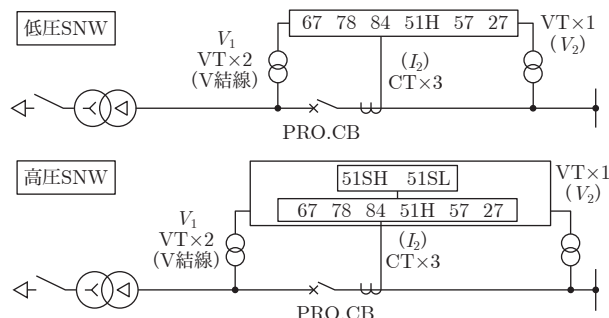 低圧SNW
67 78 84 51H 57 27
V1
VT×2
(V結線)
(I2)
CT×3
VT×1
(V2)
PRO.CB
高圧SNW
51SH 51SL
67 78 84 51H 57 27
V1
VT×2
(V結線)
(I2)
CT×3
VT×1
(V2)
PRO.CB